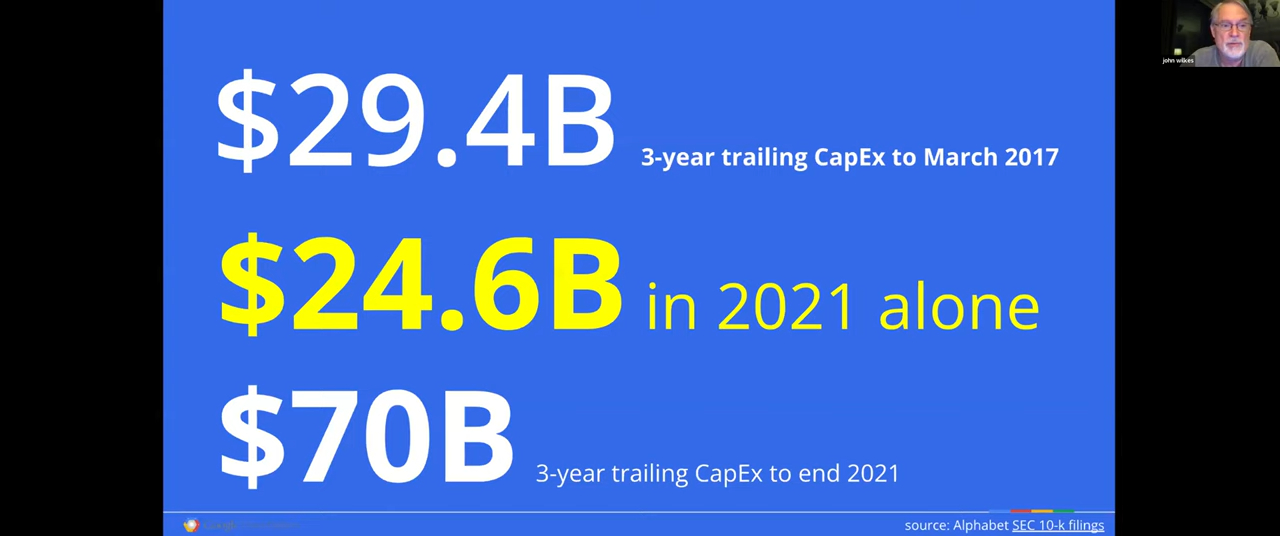 john wilkes
$29.4B 3-year trailing CapEx to March 2017
$24.6B in 2021 alone
$70B 3-year trailing CapEx to end 2021
source: Alphabet SEC 10-k filings